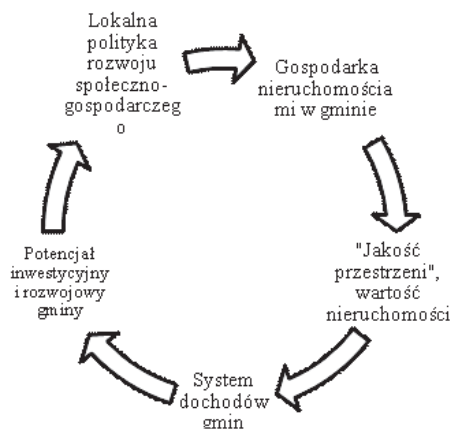 Lokalna
polityka
rozwoju
społeczno-
gospodarczeg
o
Gospodarka
nieruchomościa
mi w gminie
"Jakość
przestrzeni",
wartość
nieruchomości
System
dochodów
gmin
Potencjał
inwestycyjny
i rozwojowy
gminy